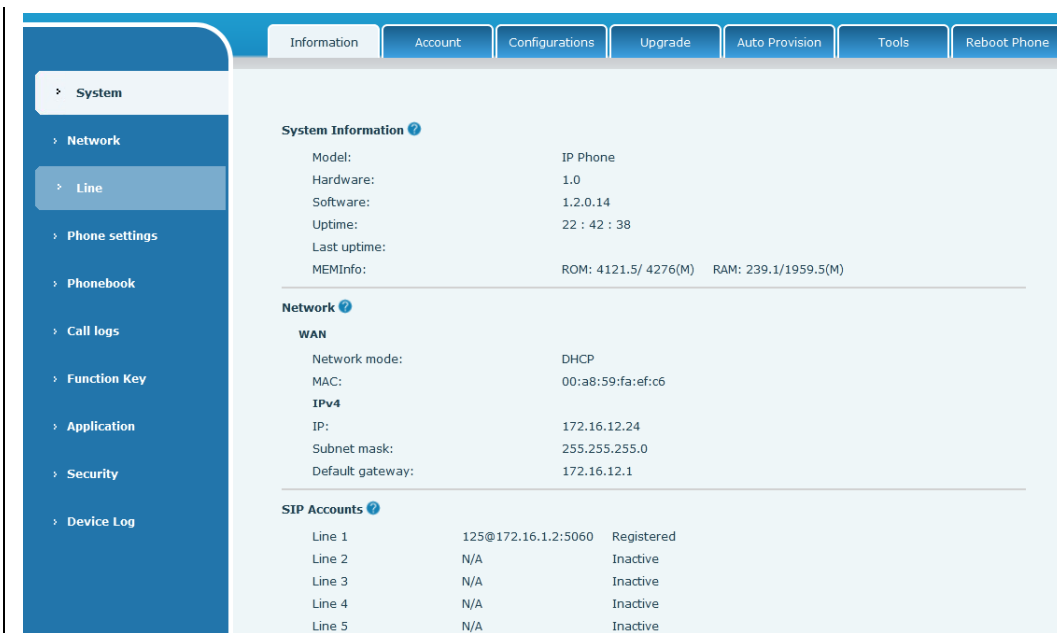 Information Account Configurations Upgrade Auto Provision Tools Reboot Phone
System
Network
Line
Phone settings
Phonebook
Call logs
Function Key
Application
Security
Device Log
System Information ?
Model: IP Phone
Hardware: 1.0
Software: 1.2.0.14
Uptime: 22 : 42 : 38
Last uptime:
MEMInfo: ROM: 4121.5/ 4276(M) RAM: 239.1/1959.5(M)
Network ?
WAN
Network mode: DHCP
MAC: 00:a8:59:fa:ef:c6
IPv4
IP: 172.16.12.24
Subnet mask: 255.255.255.0
Default gateway: 172.16.12.1
SIP Accounts ?
Line 1 125@172.16.1.2:5060 Registered
Line 2 N/A Inactive
Line 3 N/A Inactive
Line 4 N/A Inactive
Line 5 N/A Inactive